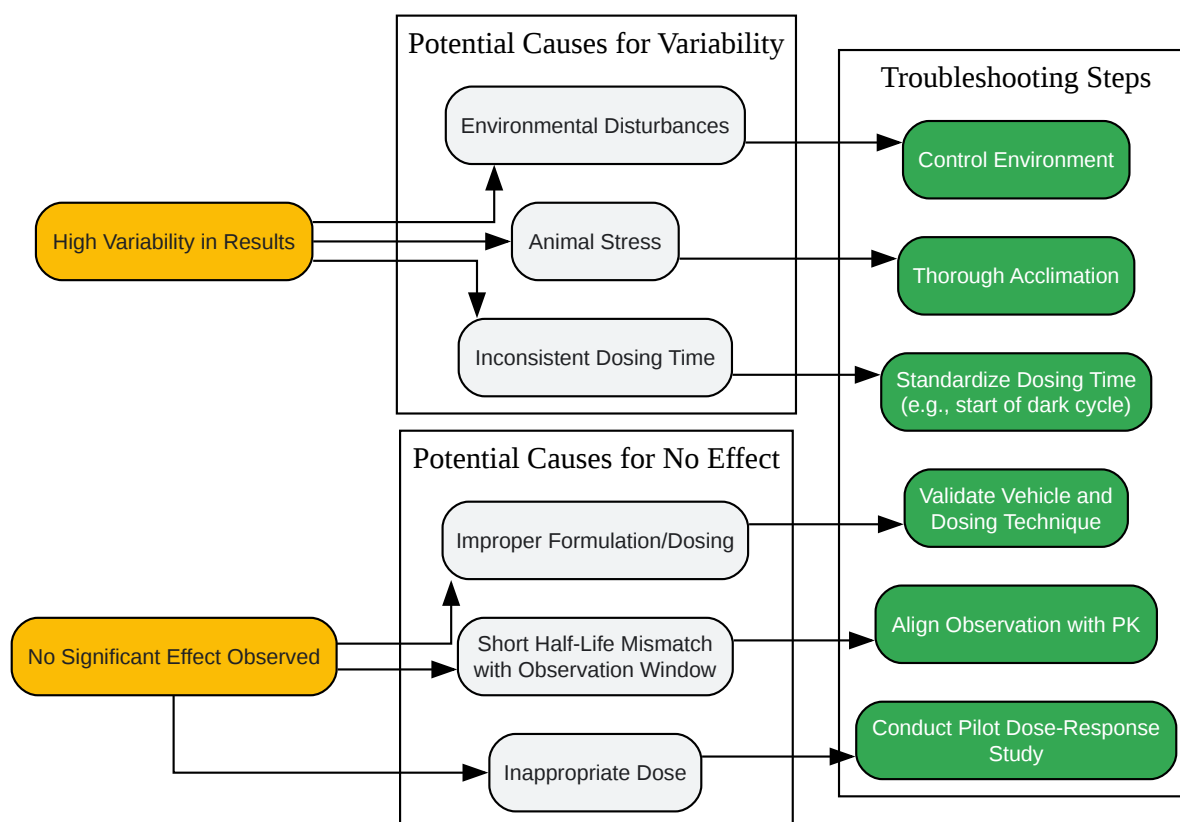 Potential Causes for Variability
Troubleshooting Steps
Environmental Disturbances
Control Environment
High Variability in Results
Animal Stress
Thorough Acclimation
Inconsistent Dosing Time
Standardize Dosing Time
(e.g., start of dark cycle)
Potential Causes for No Effect
Improper Formulation/Dosing
Validate Vehicle and
Dosing Technique
No Significant Effect Observed
Short Half-Life Mismatch
with Observation Window
Align Observation with PK
Inappropriate Dose
Conduct Pilot Dose-Response
Study